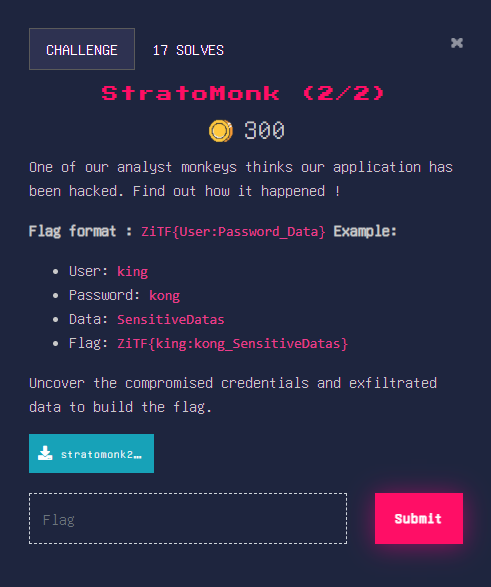 CHALLENGE 17 SOLVES ×
StratoMonk (2/2)
300
One of our analyst monkeys thinks our application has
been hacked. Find out how it happened !
Flag format : ZiTF{User:Password_Data} Example:
• User: king
• Password: kong
• Data: SensitiveDatas
• Flag: ZiTF{king:kong_SensitiveDatas}
Uncover the compromised credentials and exfiltrated
data to build the flag.
stratomonk2…
Flag
Submit